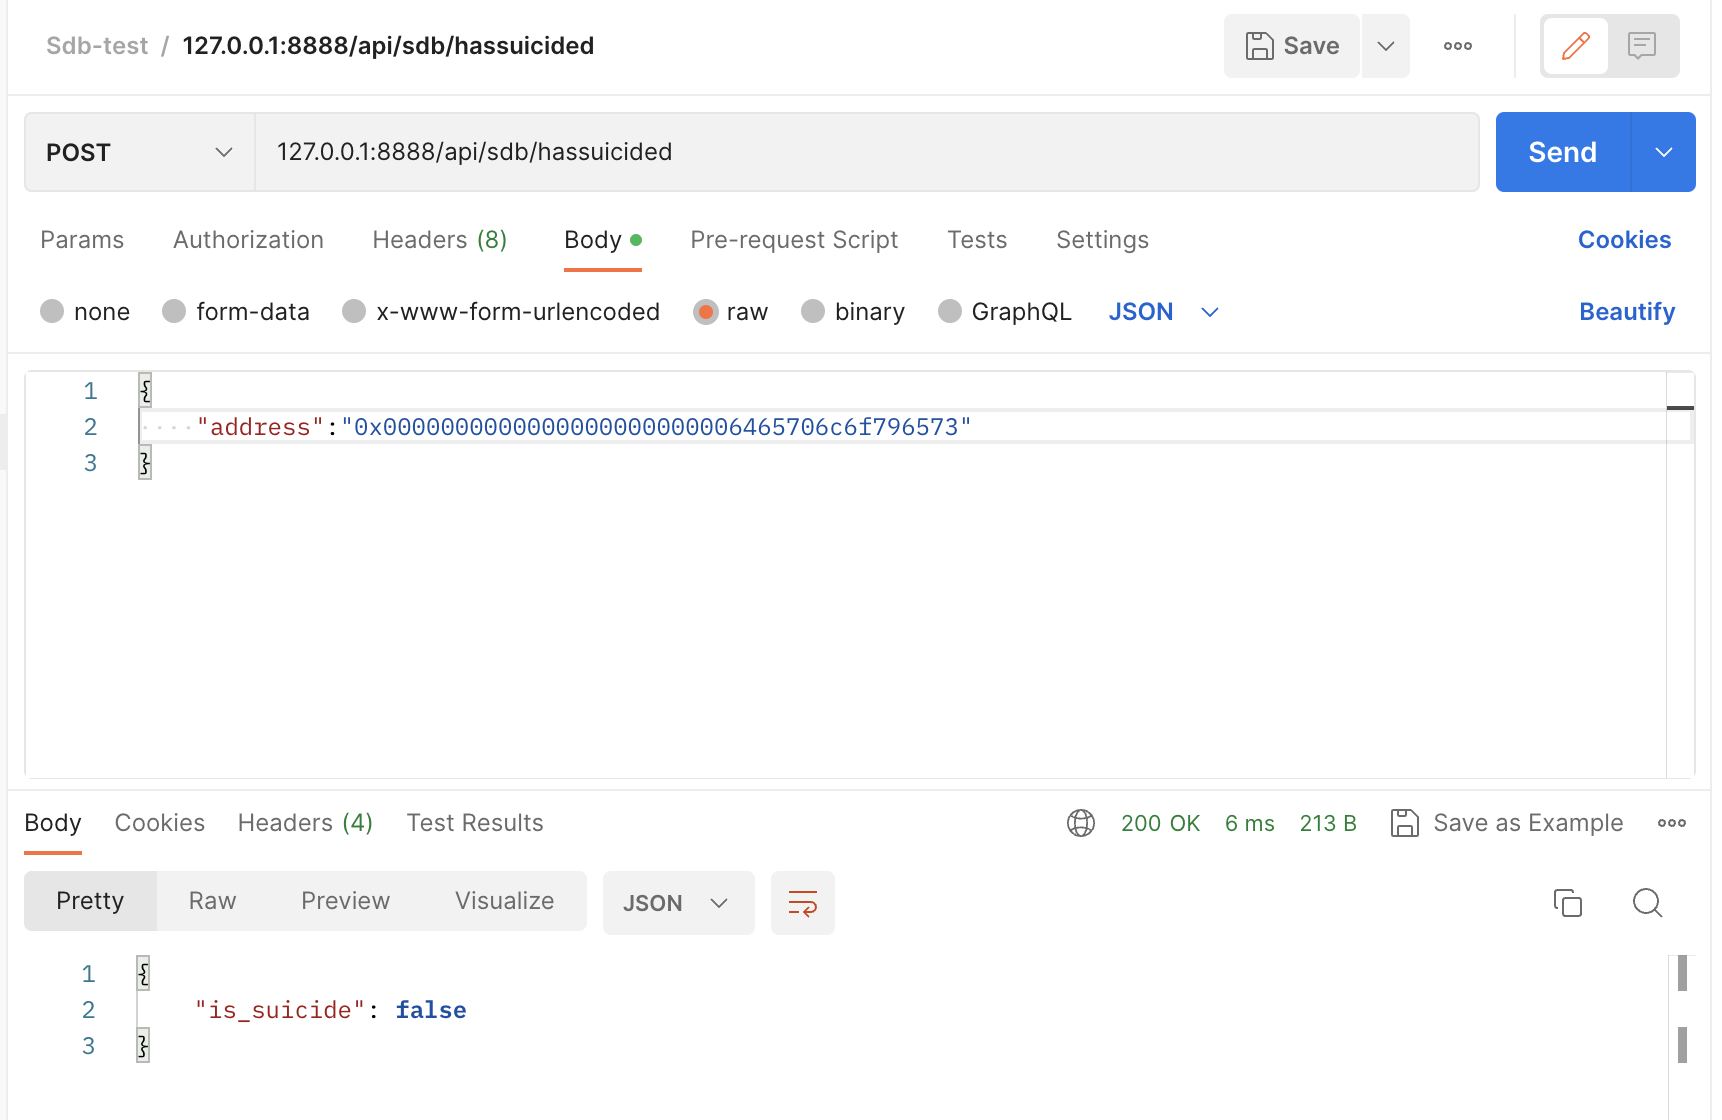 Sdb-test / 127.0.0.1:8888/api/sdb/hassuicided
Save
POST
127.0.0.1:8888/api/sdb/hassuicided
Send
Params Authorization Headers (8) Body Pre-request Script Tests Settings Cookies
none form-data x-www-form-urlencoded raw binary GraphQL JSON Beautify
1 {
2 "address":"0x0000000000000000000000006465706c6f796573"
3 }
Body Cookies Headers (4) Test Results 200 OK 6 ms 213 B Save as Example
Pretty Raw Preview Visualize JSON
1 {
2 "is_suicide": false
3 }